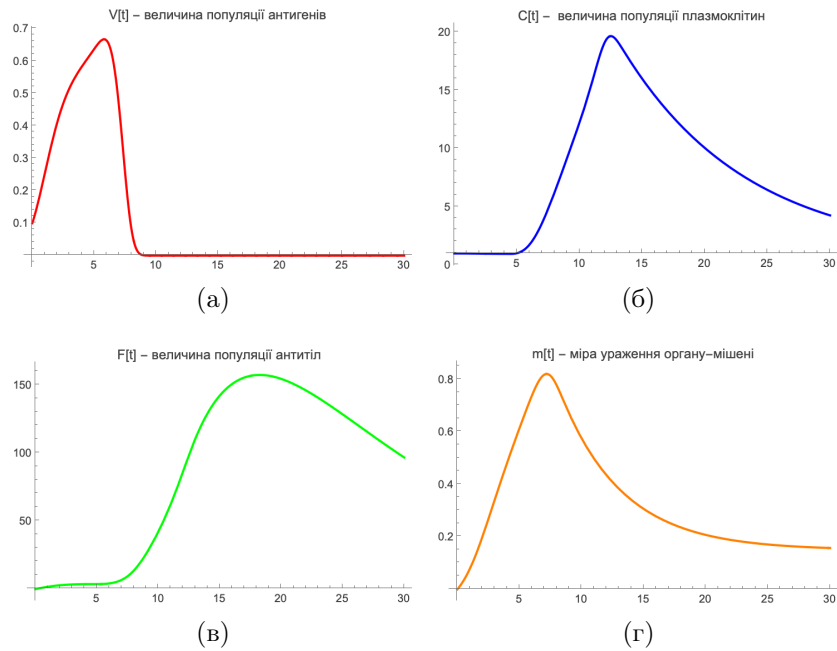 V[t] – величина популяції антигенів
0.7
0.6
0.5
0.4
0.3
0.2
0.1
5 10 15 20 25 30
(а)
C[t] – величина популяції плазмоклітин
20
15
10
5
0
0 5 10 15 20 25 30
(б)
F[t] – величина популяції антитіл
150
100
50
5 10 15 20 25 30
(в)
m[t] – міра ураження органу–мішені
0.8
0.6
0.4
0.2
5 10 15 20 25 30
(г)